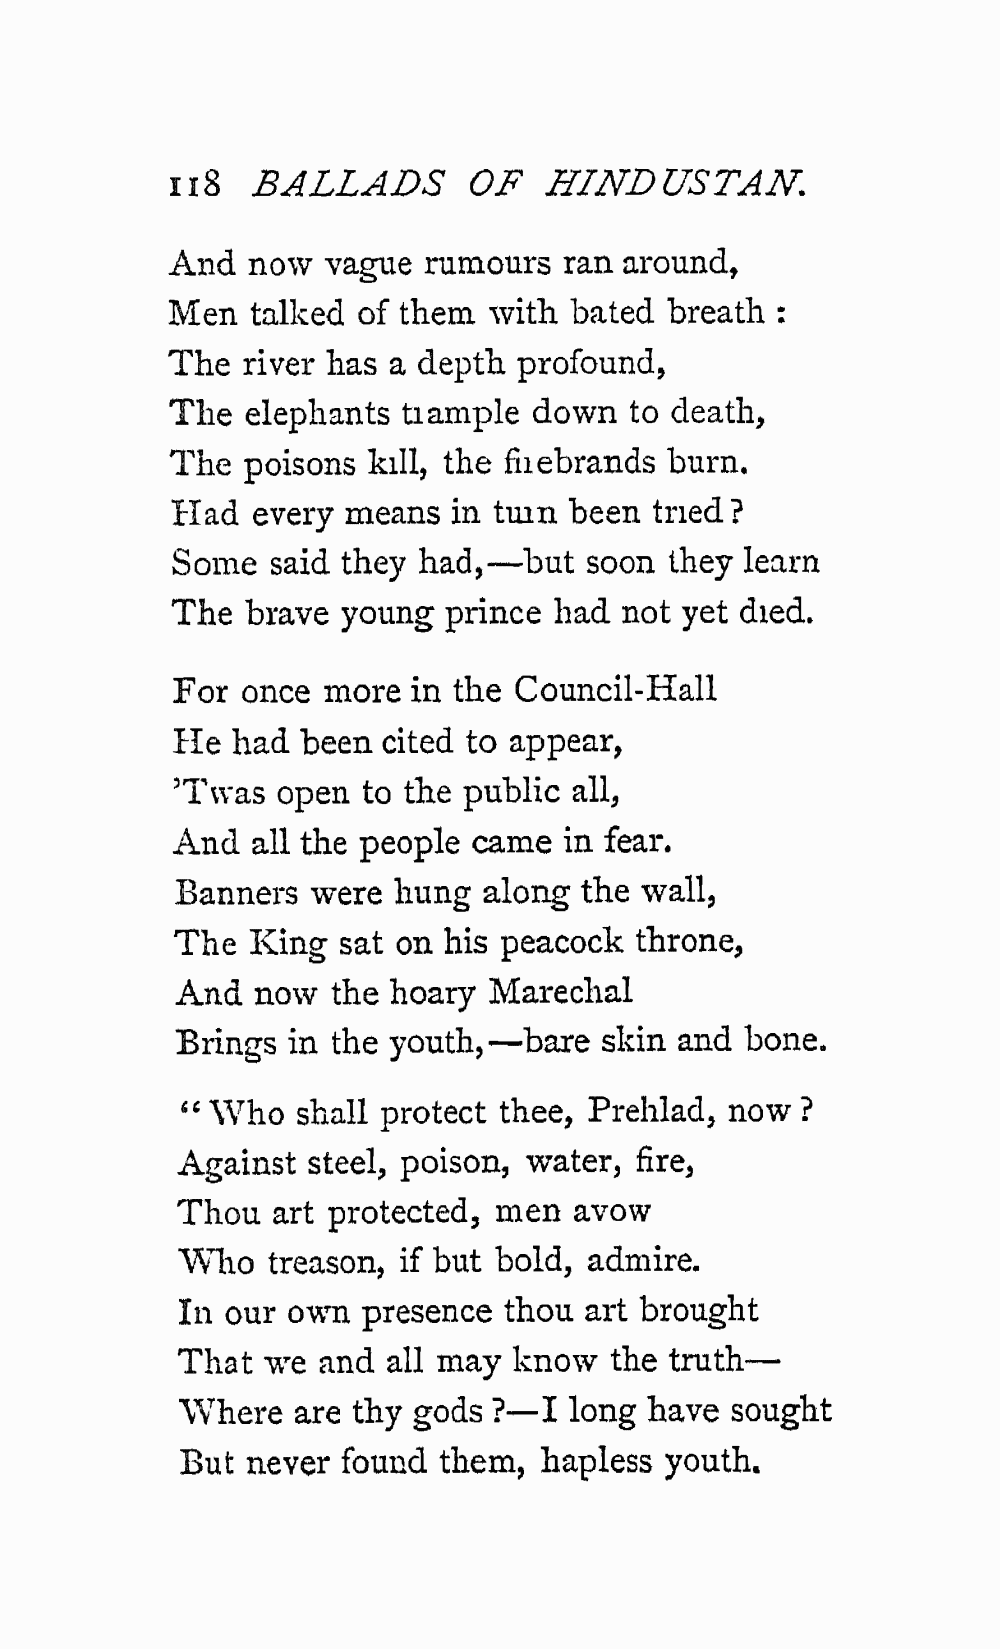 118 BALLADS OF HINDUSTAN.
And now vague rumours ran around,
Men talked of them with bated breath :
The river has a depth profound,
The elephants trample down to death,
The poisons kill, the firebrands burn.
Had every means in turn been tried ?
Some said they had,—but soon they learn
The brave young prince had not yet died.
For once more in the Council-Hall
He had been cited to appear,
’Twas open to the public all,
And all the people came in fear.
Banners were hung along the wall,
The King sat on his peacock throne,
And now the hoary Marechal
Brings in the youth,—bare skin and bone.
“ Who shall protect thee, Prehlad, now ?
Against steel, poison, water, fire,
Thou art protected, men avow
Who treason, if but bold, admire.
In our own presence thou art brought
That we and all may know the truth—
Where are thy gods ?—I long have sought
But never found them, hapless youth.